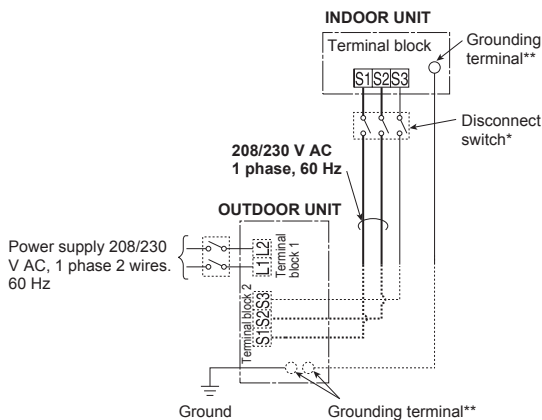 INDOOR UNIT
Terminal block
Grounding
terminal**
S1 S2 S3
Disconnect
switch*
208/230 V AC
1 phase, 60 Hz
OUTDOOR UNIT
Power supply 208/230
V AC, 1 phase 2 wires.
60 Hz
L1 L2
Terminal
block 1
Terminal block 2
S1 S2 S3
Ground
Grounding terminal**